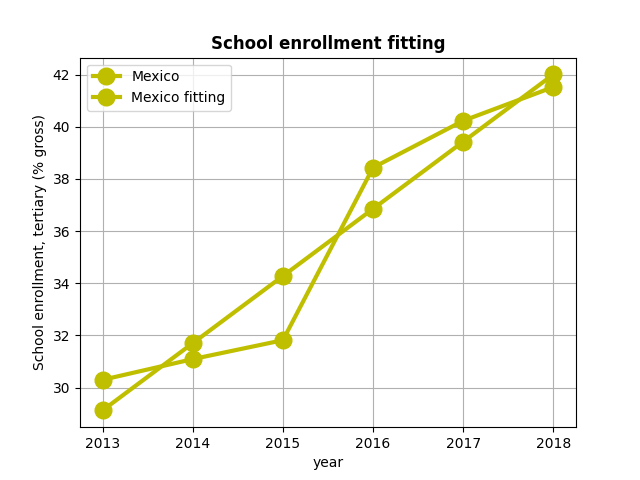 School enrollment fitting
Mexico
Mexico fitting
School enrollment, tertiary (% gross)
42
40
38
36
34
32
30
2013 2014 2015 2016 2017 2018
year